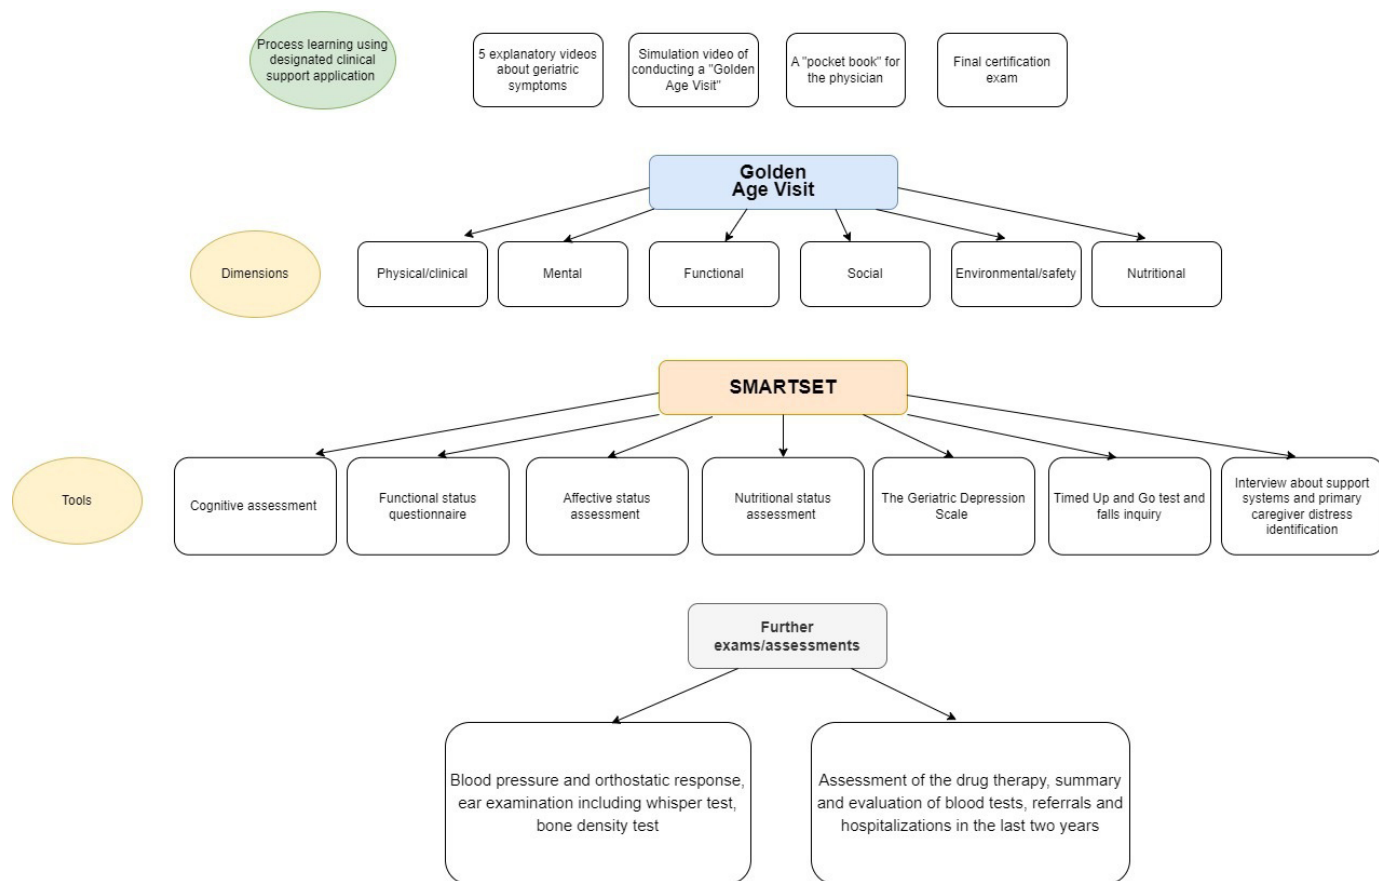 Process learning using
designated clinical
support application
5 explanatory videos
about geriatric
symptoms
Simulation video of
conducting a "Golden
Age Visit"
A "pocket book" for
the physician
Final certification
exam
Golden
Age Visit
Dimensions
Physical/clinical
Mental
Functional
Social
Environmental/safety
Nutritional
SMARTSET
Tools
Cognitive assessment
Functional status
questionnaire
Affective status
assessment
Nutritional status
assessment
The Geriatric Depression
Scale
Timed Up and Go test and
falls inquiry
Interview about support
systems and primary
caregiver distress
identification
Further
exams/assessments
Blood pressure and orthostatic response,
ear examination including whisper test,
bone density test
Assessment of the drug therapy, summary
and evaluation of blood tests, referrals and
hospitalizations in the last two years